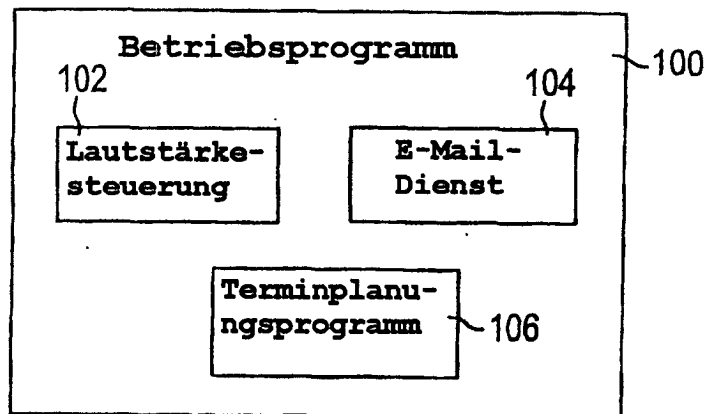 Betriebsprogramm
100
102
104
Lautstärke-
steuerung
E-Mail-
Dienst
Terminplanu-
ngsprogramm
106